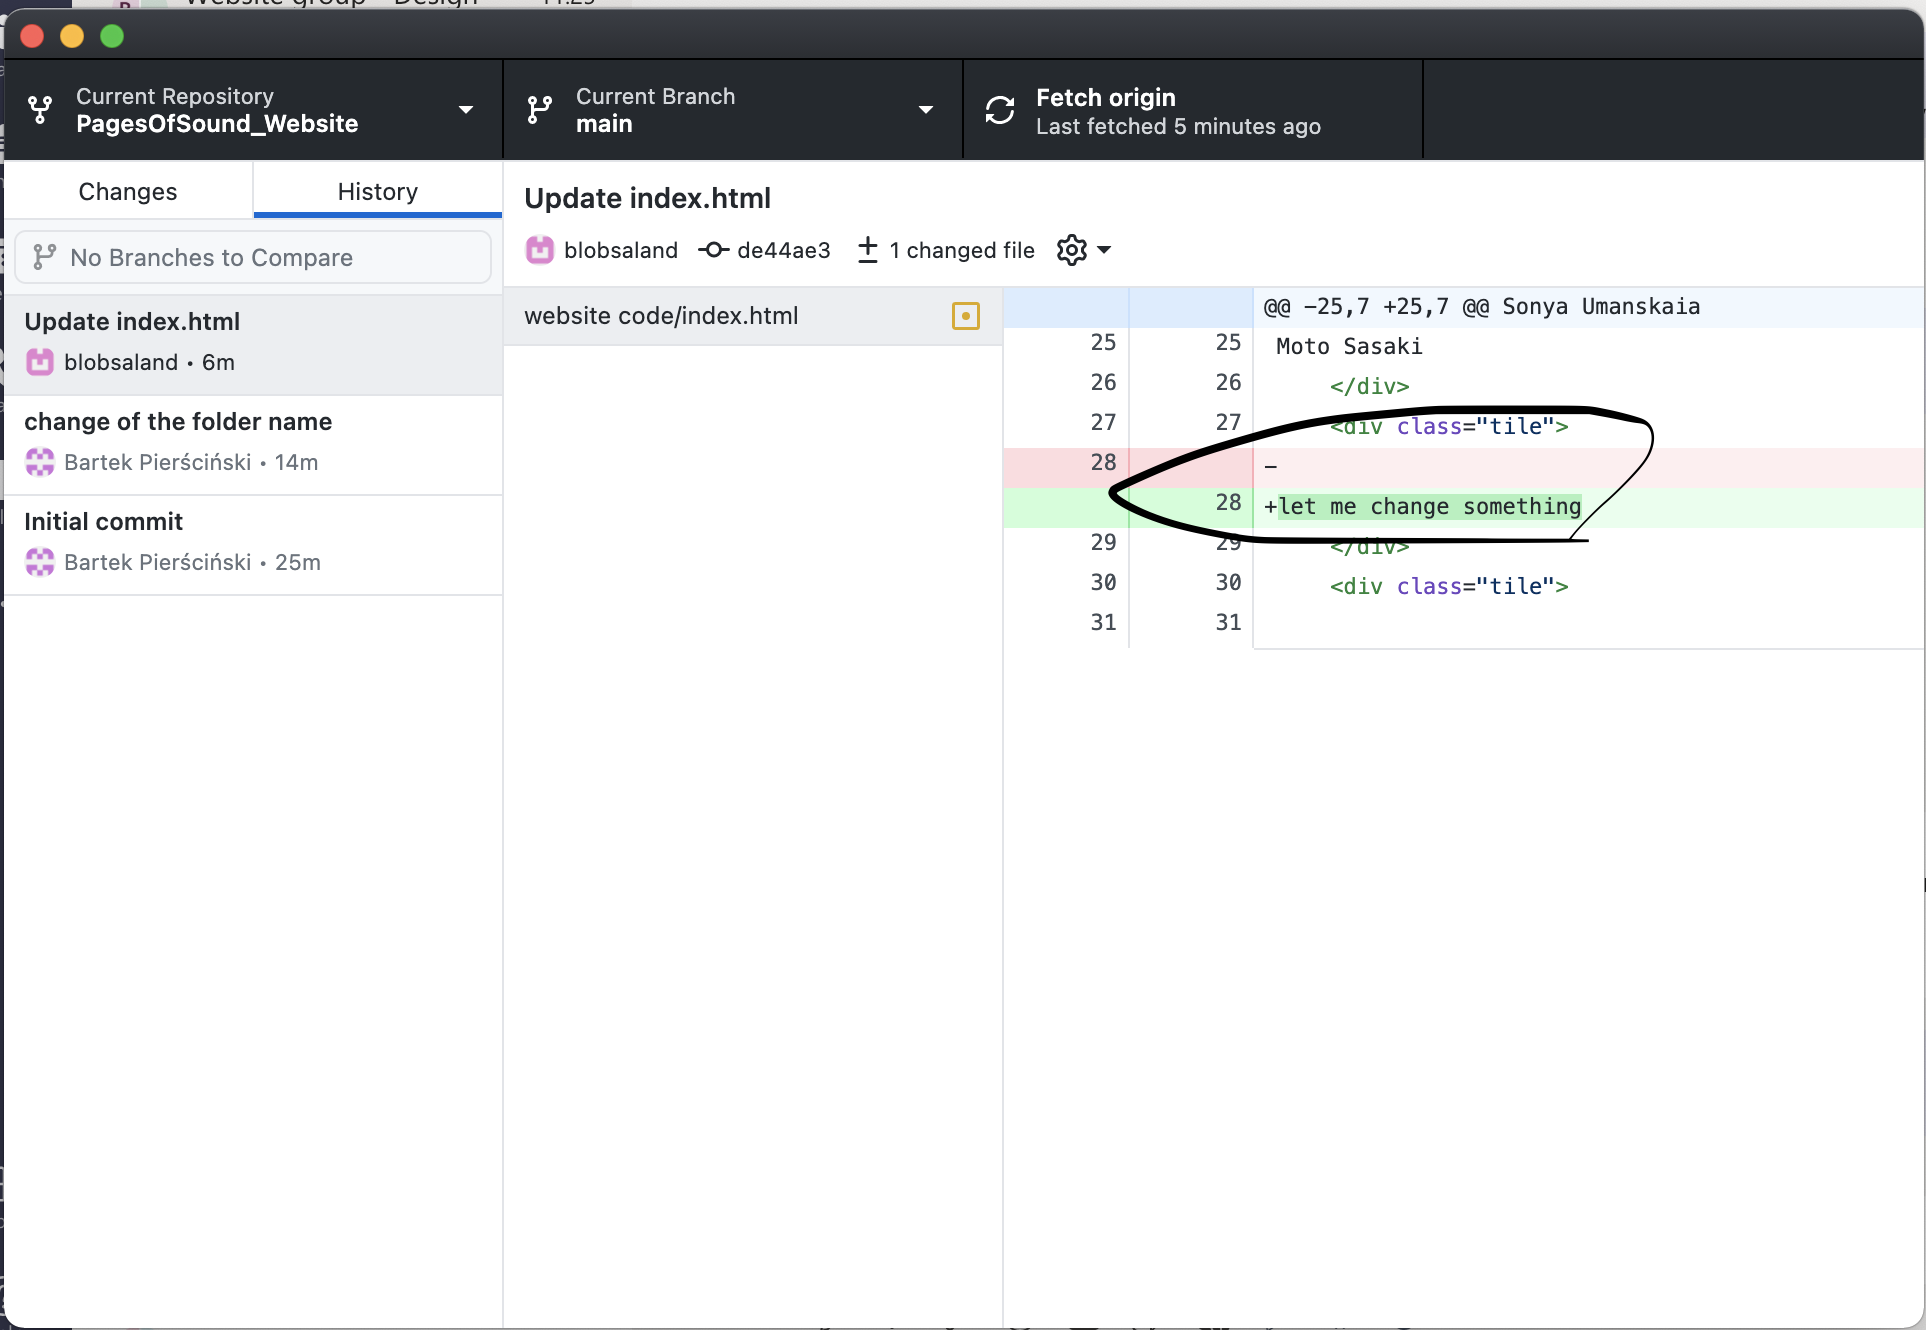 Current Repository
PagesOfSound_Website
Current Branch
main
Fetch origin
Last fetched 5 minutes ago
Changes
History
No Branches to Compare
Update index.html
blobsaland • 6m
change of the folder name
Bartek Pierściński • 14m
Initial commit
Bartek Pierściński • 25m
Update index.html
blobsaland de44ae3 ± 1 changed file
website code/index.html
@@ -25,7 +25,7 @@ Sonya Umanskaia
25 25 Moto Sasaki
26 26 </div>
27 27 <div class="tile">
28 -
28 +let me change something
29 29 </div>
30 30 <div class="tile">
31 31